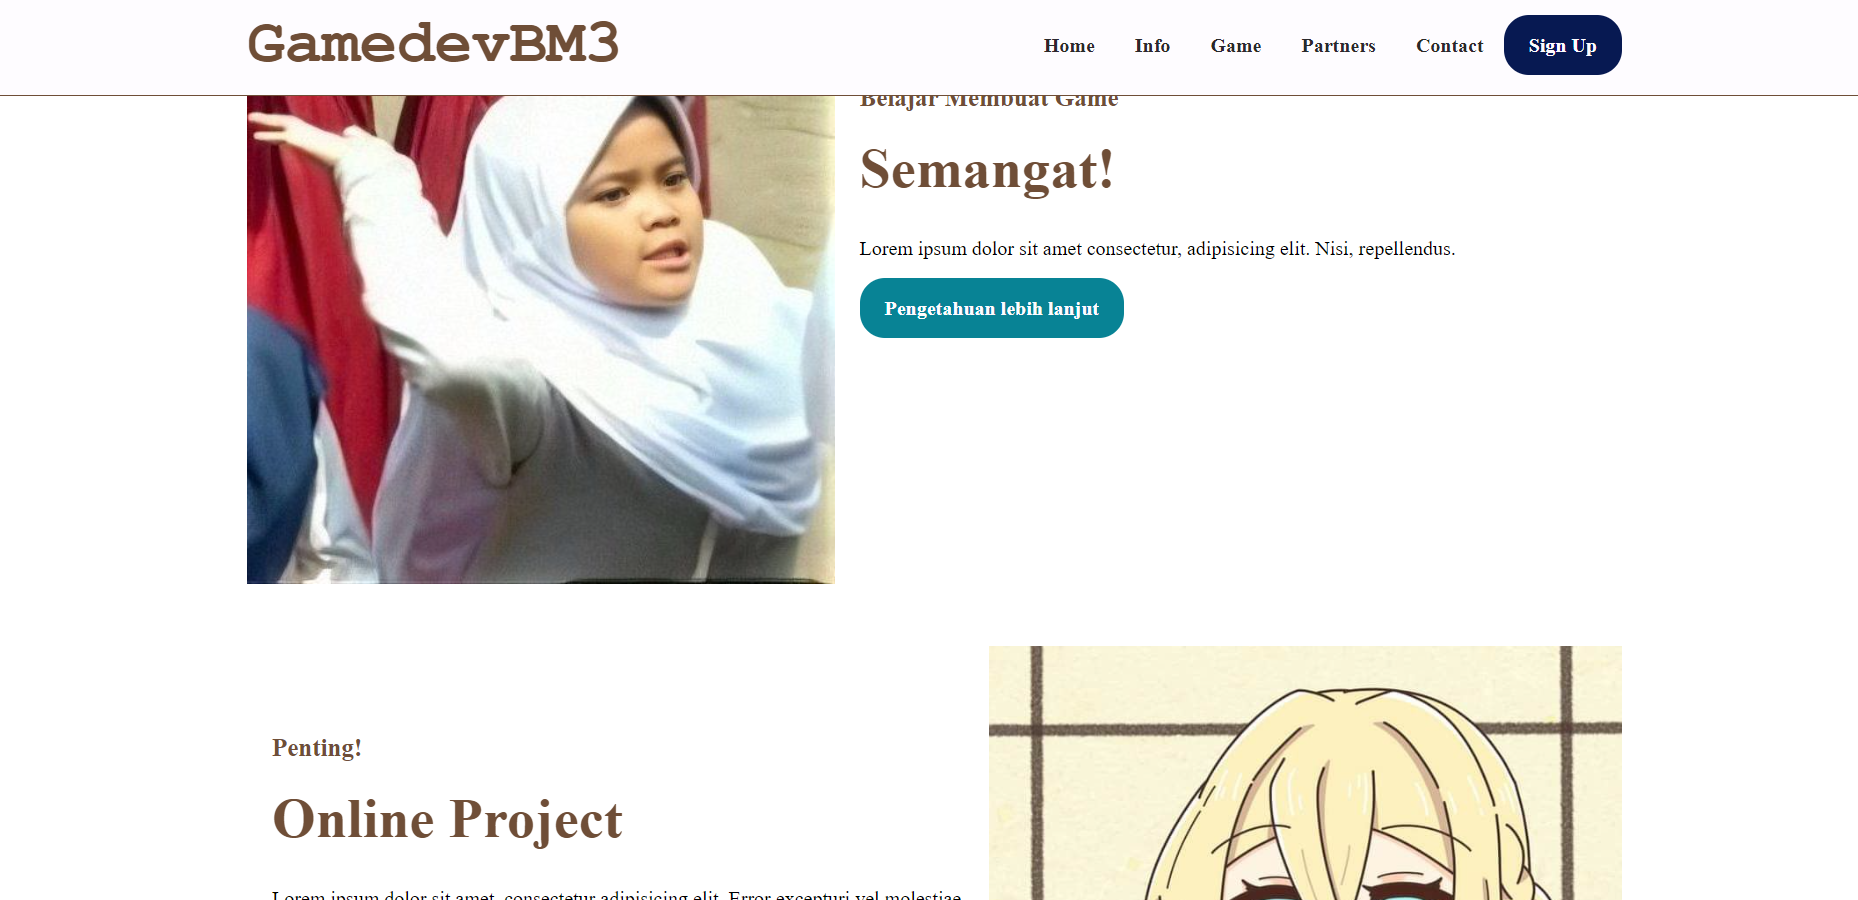 GamedevBM3
Home Info Game Partners Contact Sign Up
Belajar Membuat Game
Semangat!
Lorem ipsum dolor sit amet consectetur, adipisicing elit. Nisi, repellendus.
Pengetahuan lebih lanjut
Penting!
Online Project
Lorem ipsum dolor sit amet, consectetur adipisicing elit. Error excepturi vel molestiae